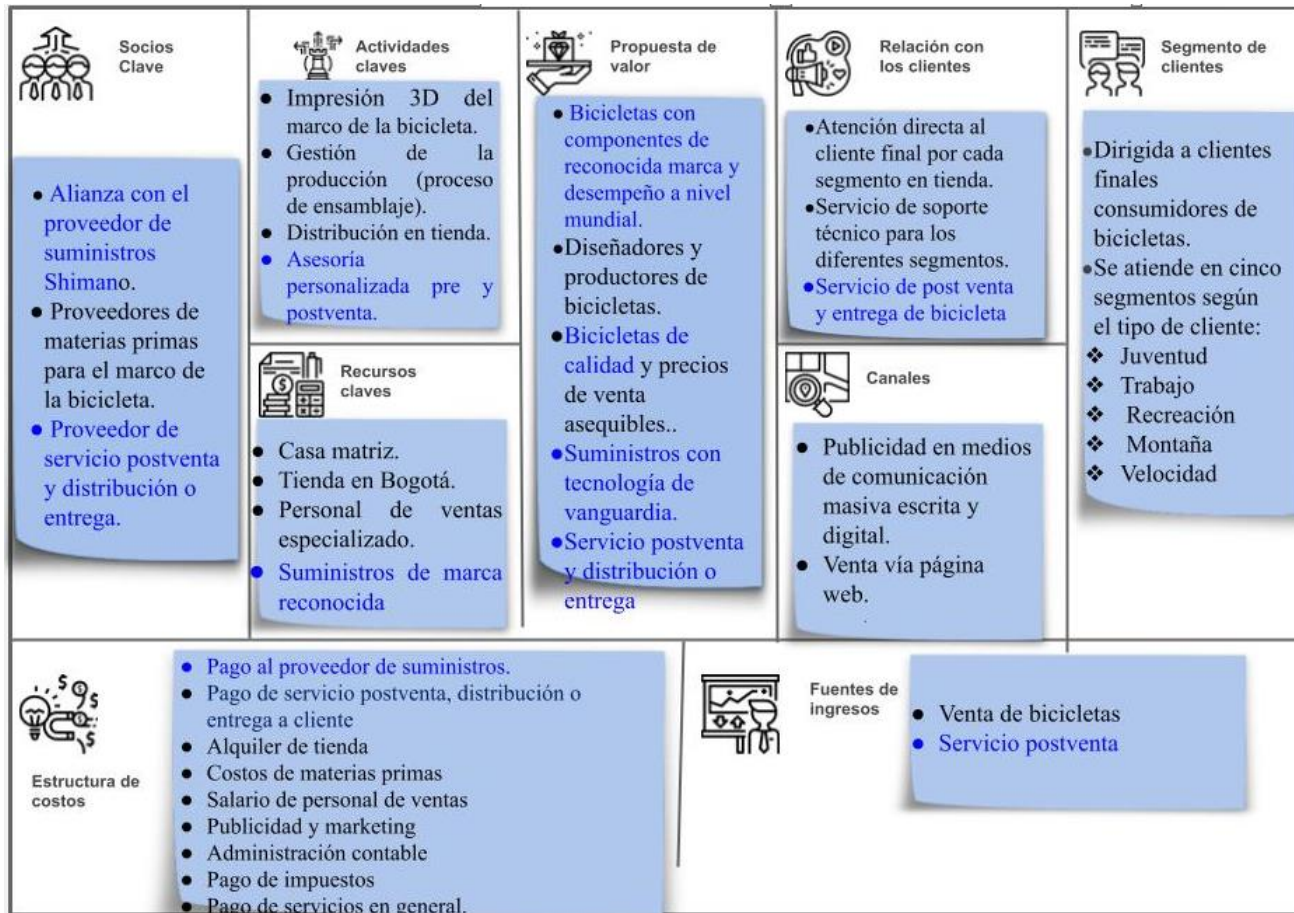 Socios
Clave
● Alianza con el
proveedor de
suministros
Shimano.
● Proveedores de
materias primas
para el marco de
la bicicleta.
● Proveedor de
servicio postventa
y distribución o
entrega.
Actividades
claves
● Impresión 3D del
marco de la bicicleta.
● Gestión de la
producción (proceso
de ensamblaje).
● Distribución en tienda.
● Asesoría
personalizada pre y
postventa.
Recursos
claves
● Casa matriz.
● Tienda en Bogotá.
● Personal de ventas
especializado.
● Suministros de marca
reconocida
Propuesta de
valor
● Bicicletas con
componentes de
reconocida marca y
desempeño a nivel
mundial.
●Diseñadores y
productores de
bicicletas.
●Bicicletas de
calidad y precios
de venta
asequibles..
●Suministros con
tecnología de
vanguardia.
●Servicio postventa
y distribución o
entrega
Relación con
los clientes
●Atención directa al
cliente final por cada
segmento en tienda.
●Servicio de soporte
técnico para los
diferentes segmentos.
●Servicio de post venta
y entrega de bicicleta
Canales
● Publicidad en medios
de comunicación
masiva escrita y
digital.
● Venta vía página
web.
.
Segmento de
clientes
●Dirigida a clientes
finales
consumidores de
bicicletas.
●Se atiende en cinco
segmentos según
el tipo de cliente:
❖ Juventud
❖ Trabajo
❖ Recreación
❖ Montaña
❖ Velocidad
Estructura de
costos
● Pago al proveedor de suministros.
● Pago de servicio postventa, distribución o
entrega a cliente
● Alquiler de tienda
● Costos de materias primas
● Salario de personal de ventas
● Publicidad y marketing
● Administración contable
● Pago de impuestos
● Pago de servicios en general.
Fuentes de
ingresos
● Venta de bicicletas
● Servicio postventa